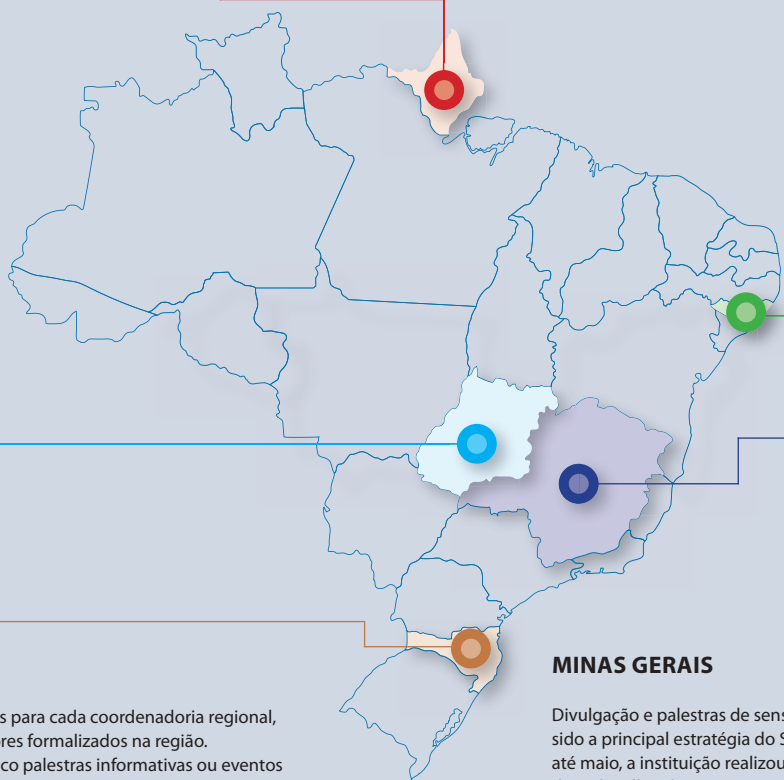 s para cada coordenadoria regional,
res formalizados na região.
co palestras informativas ou eventos
MINAS GERAIS
Divulgação e palestras de sens
sido a principal estratégia do S
até maio, a instituição realizou